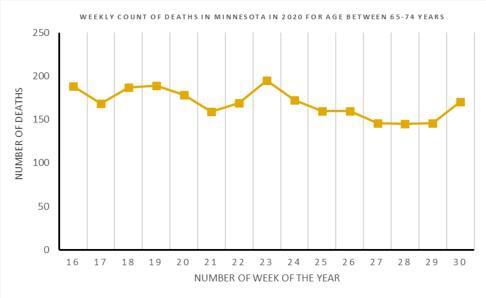 WEEKLY COUNT OF DEATHS IN MINNESOTA IN 2020 FOR AGE BETWEEN 65-74 YEARS
250
200
150
100
50
0
NUMBER OF DEATHS
16 17 18 19 20 21 22 23 24 25 26 27 28 29 30
NUMBER OF WEEK OF THE YEAR